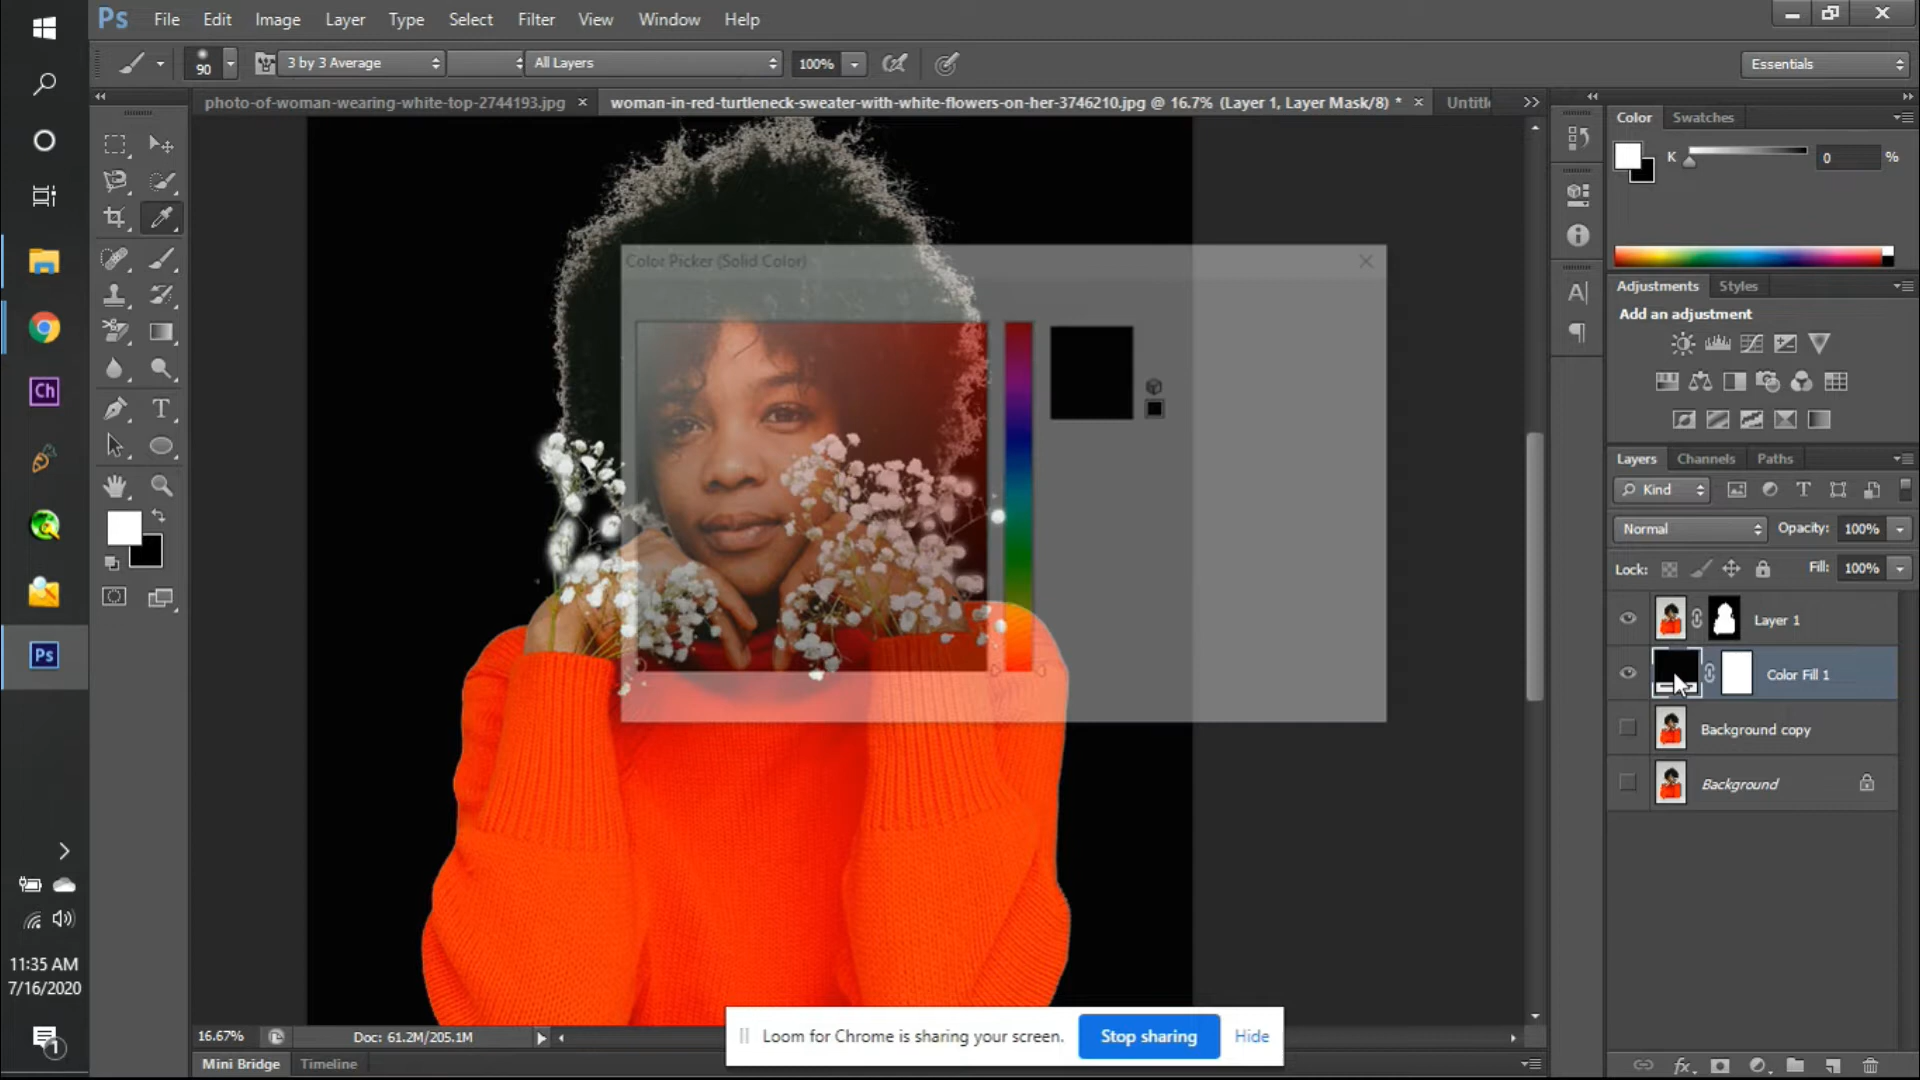 Ps File Edit Image Layer Type Select Filter View Window Help
90 3 by 3 Average All Layers 100% Essentials
photo-of-woman-wearing-white-top-2744193.jpg woman-in-red-turtleneck-sweater-with-white-flowers-on-her-3746210.jpg @ 16.7% (Layer 1, Layer Mask/8) * Untitl
Color Swatches
K 0 %
Color Picker (Solid Color)
Adjustments Styles
Add an adjustment
Ch
Layers Channels Paths
Kind
Normal Opacity: 100%
Lock: Fill: 100%
Layer 1
Color Fill 1
Background copy
Background
Ps
11:35 AM
7/16/2020
1
16.67% Doc: 61.2M/205.1M
Loom for Chrome is sharing your screen. Stop sharing Hide
Mini Bridge Timeline